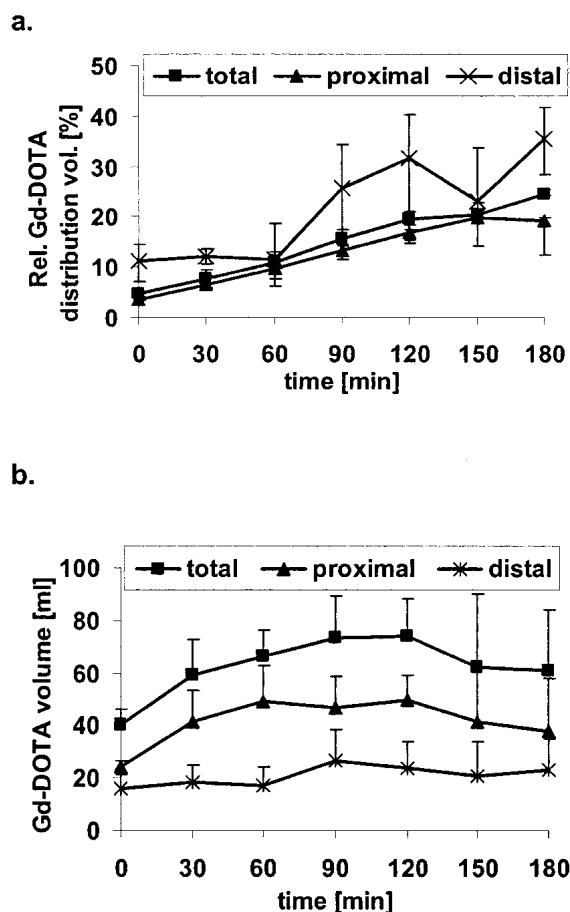 a.
total proximal distal
Rel. Gd-DOTA
distribution vol. [%]
50
40
30
20
10
0
0 30 60 90 120 150 180
time [min]
b.
total proximal distal
Gd-DOTA volume [ml]
100
80
60
40
20
0
0 30 60 90 120 150 180
time [min]